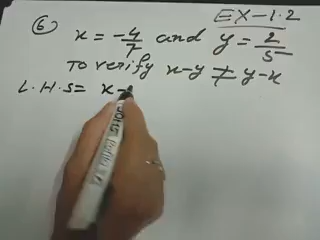 EX-1.2
⑥ x = -4/7 and y = 2/5
To verify x-y ≠ y-x
L.H.S = x-